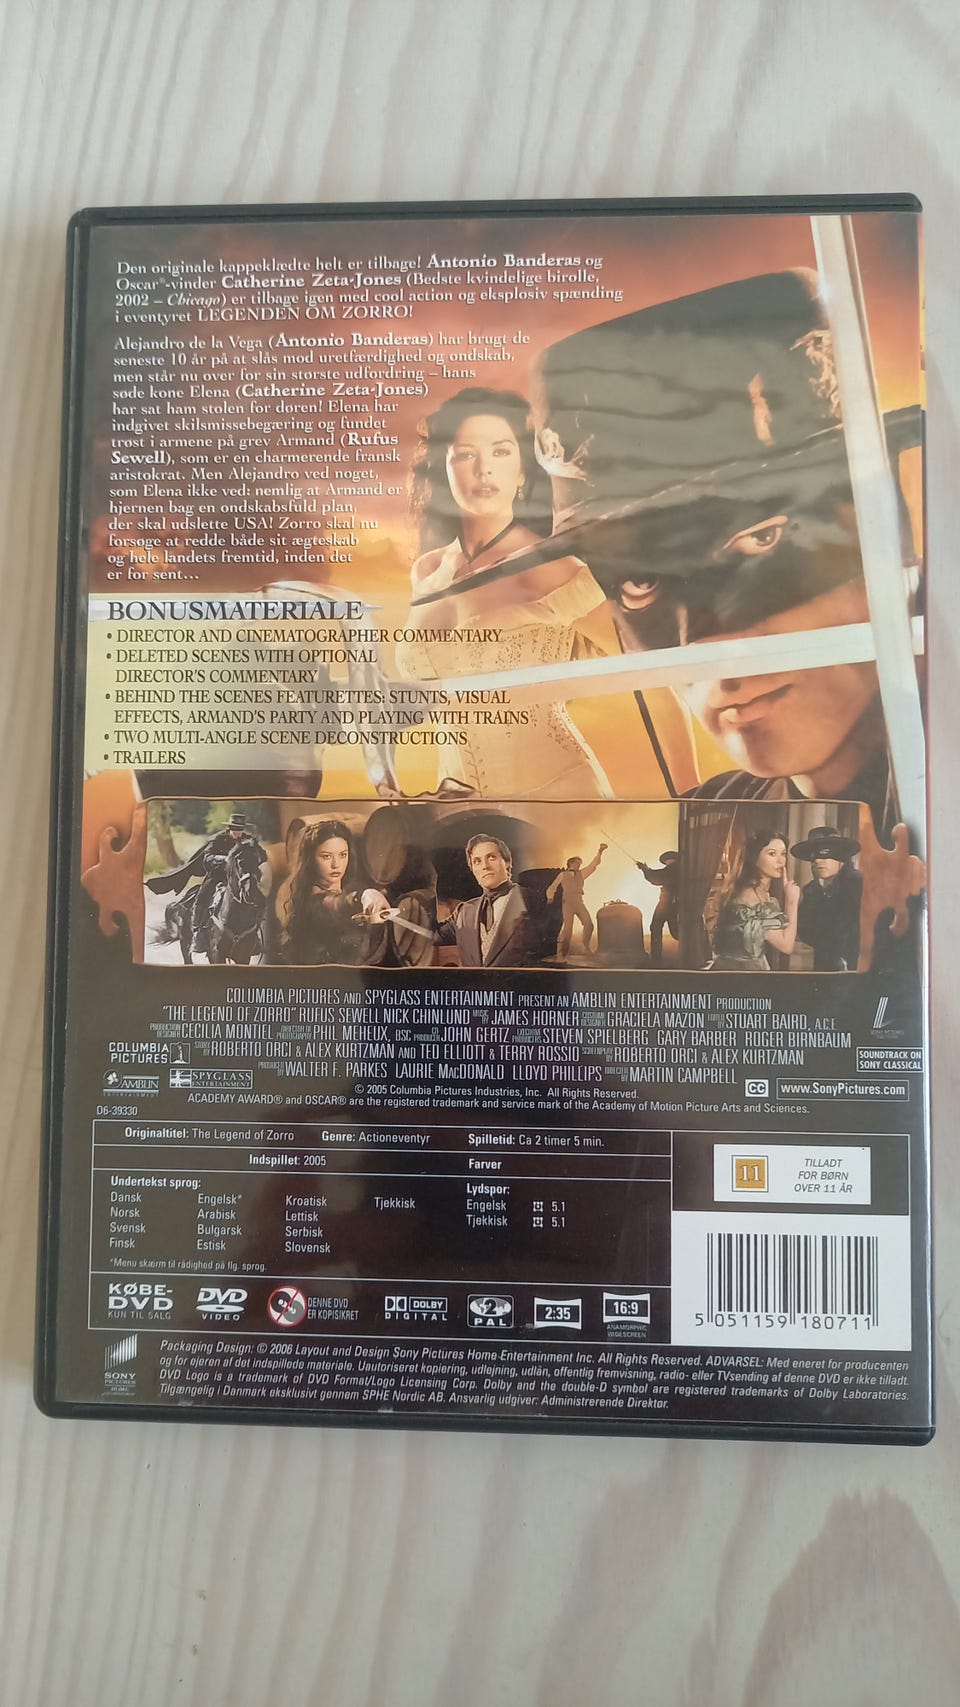 Den originale kappeklædte helt er tilbage! Antonio Banderas og
Oscar®-vinder Catherine Zeta-Jones (Bedste kvindelige birolle,
2002 – Chicago) er tilbage igen med cool action og eksplosiv spænding
i eventyret LEGENDEN OM ZORRO!
Alejandro de la Vega (Antonio Banderas) har brugt de
seneste 10 år på at slås mod uretfærdighed og ondskab,
men står nu over for sin største udfordring – hans
søde kone Elena (Catherine Zeta-Jones)
har sat ham stolen for døren! Elena har
indgivet skilsmissebegæring og fundet
trøst i armene på grev Armand (Rufus
Sewell), som er en charmerende fransk
aristokrat. Men Alejandro ved noget,
som Elena ikke ved: nemlig at Armand er
hjernen bag en ondskabsfuld plan,
der skal udslette USA! Zorro skal nu
forsøge at redde både sit ægteskab
og hele landets fremtid, inden det
er for sent...
BONUSMATERIALE
• DIRECTOR AND CINEMATOGRAPHER COMMENTARY
• DELETED SCENES WITH OPTIONAL
DIRECTOR'S COMMENTARY
• BEHIND THE SCENES FEATURETTES: STUNTS, VISUAL
EFFECTS, ARMAND'S PARTY AND PLAYING WITH TRAINS
• TWO MULTI-ANGLE SCENE DECONSTRUCTIONS
• TRAILERS
COLUMBIA PICTURES AND SPYGLASS ENTERTAINMENT PRESENT AN AMBLIN ENTERTAINMENT PRODUCTION
"THE LEGEND OF ZORRO" RUFUS SEWELL NICK CHINLUND MUSIC BY JAMES HORNER COSTUME DESIGNER GRACIELA MAZON EDITED BY STUART BAIRD, A.C.E.
PRODUCTION DESIGNER CECILIA MONTIEL DIRECTOR OF PHOTOGRAPHY PHIL MEHEUX, BSC CO-PRODUCER JOHN GERTZ EXECUTIVE PRODUCERS STEVEN SPIELBERG GARY BARBER ROGER BIRNBAUM
STORY BY ROBERTO ORCI & ALEX KURTZMAN AND TED ELLIOTT & TERRY ROSSIO SCREENPLAY BY ROBERTO ORCI & ALEX KURTZMAN
PRODUCED BY WALTER F. PARKES LAURIE MacDONALD LLOYD PHILLIPS DIRECTED BY MARTIN CAMPBELL
COLUMBIA
PICTURES
AMBLIN
ENTERTAINMENT
SPYGLASS
ENTERTAINMENT
SOUNDTRACK ON
SONY CLASSICAL
© 2005 Columbia Pictures Industries, Inc. All Rights Reserved.
CC
www.SonyPictures.com
ACADEMY AWARD® and OSCAR® are the registered trademark and service mark of the Academy of Motion Picture Arts and Sciences.
D6-39330
Originaltitel: The Legend of Zorro Genre: Actioneventyr Spilletid: Ca 2 timer 5 min.
Indspillet: 2005 Farver
Undertekst sprog:
Dansk Engelsk* Kroatisk Tjekkisk
Norsk Arabisk Lettisk
Svensk Bulgarsk Serbisk
Finsk Estisk Slovensk
*Menu skærm til rådighed på flg. sprog.
Lydspor:
Engelsk 5.1
Tjekkisk 5.1
11
TILLADT
FOR BØRN
OVER 11 ÅR
KØBE-
DVD
KUN TIL SALG
DVD
VIDEO
DENNE DVD
ER KOPISIKRET
DOLBY
DIGITAL
2
PAL
2:35
16:9
ANAMORPHIC
WIDESCREEN
5 051159 180711
SONY
PICTURES
Packaging Design: © 2006 Layout and Design Sony Pictures Home Entertainment Inc. All Rights Reserved. ADVARSEL: Med eneret for producenten
og for ejeren af det indspillede materiale. Uautoriseret kopiering, udlejning, udlån, offentlig fremvisning, radio- eller TVsending af denne DVD er ikke tilladt.
DVD Logo is a trademark of DVD Format/Logo Licensing Corp. Dolby and the double-D symbol are registered trademarks of Dolby Laboratories.
Tilgængelig i Danmark eksklusivt gennem SPHE Nordic AB. Ansvarlig udgiver: Administrerende Direktør.